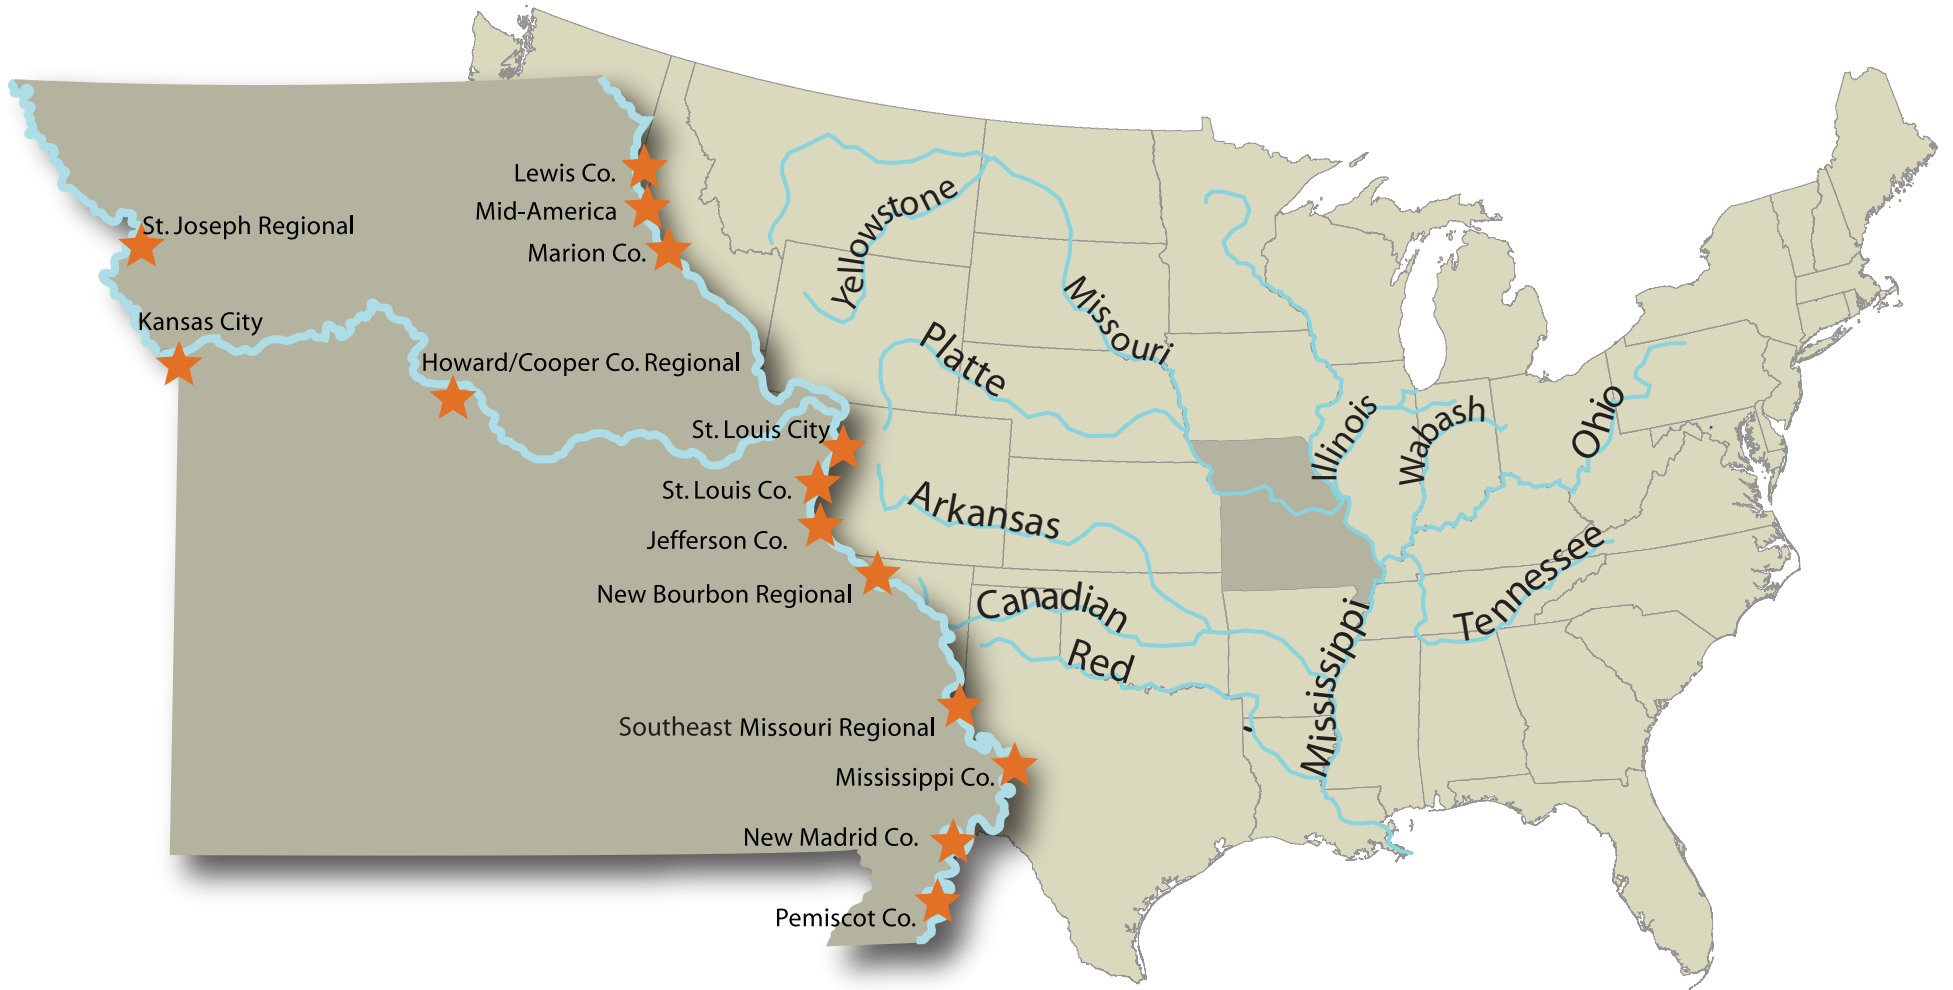 Lewis Co.
Mid-America
Marion Co.
St. Joseph Regional
Kansas City
Howard/Cooper Co. Regional
St. Louis City
St. Louis Co.
Jefferson Co.
New Bourbon Regional
Southeast Missouri Regional
Mississippi Co.
New Madrid Co.
Pemiscot Co.
Yellowstone
Missouri
Platte
Arkansas
Canadian
Red
Mississippi
Illinois
Wabash
Ohio
Tennessee